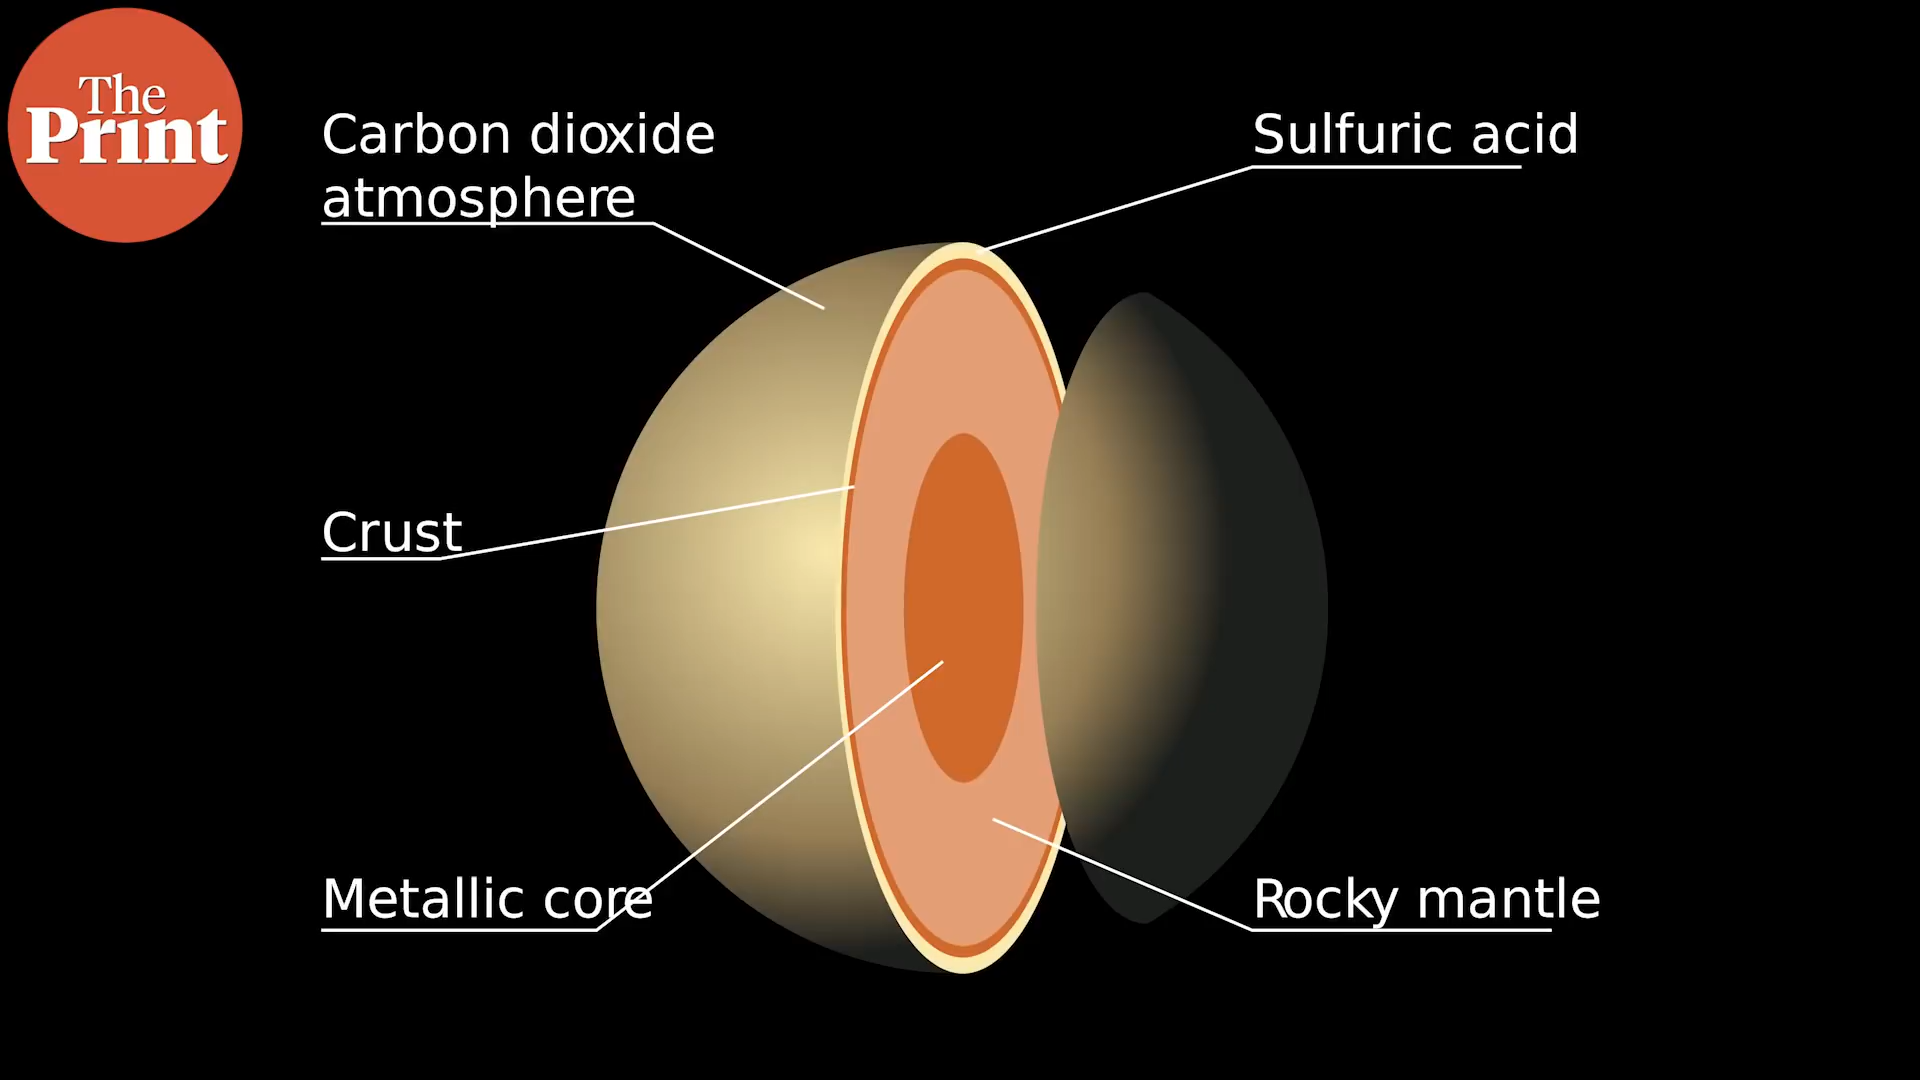 The
Print
Carbon dioxide
atmosphere
Sulfuric acid
Crust
Metallic core
Rocky mantle